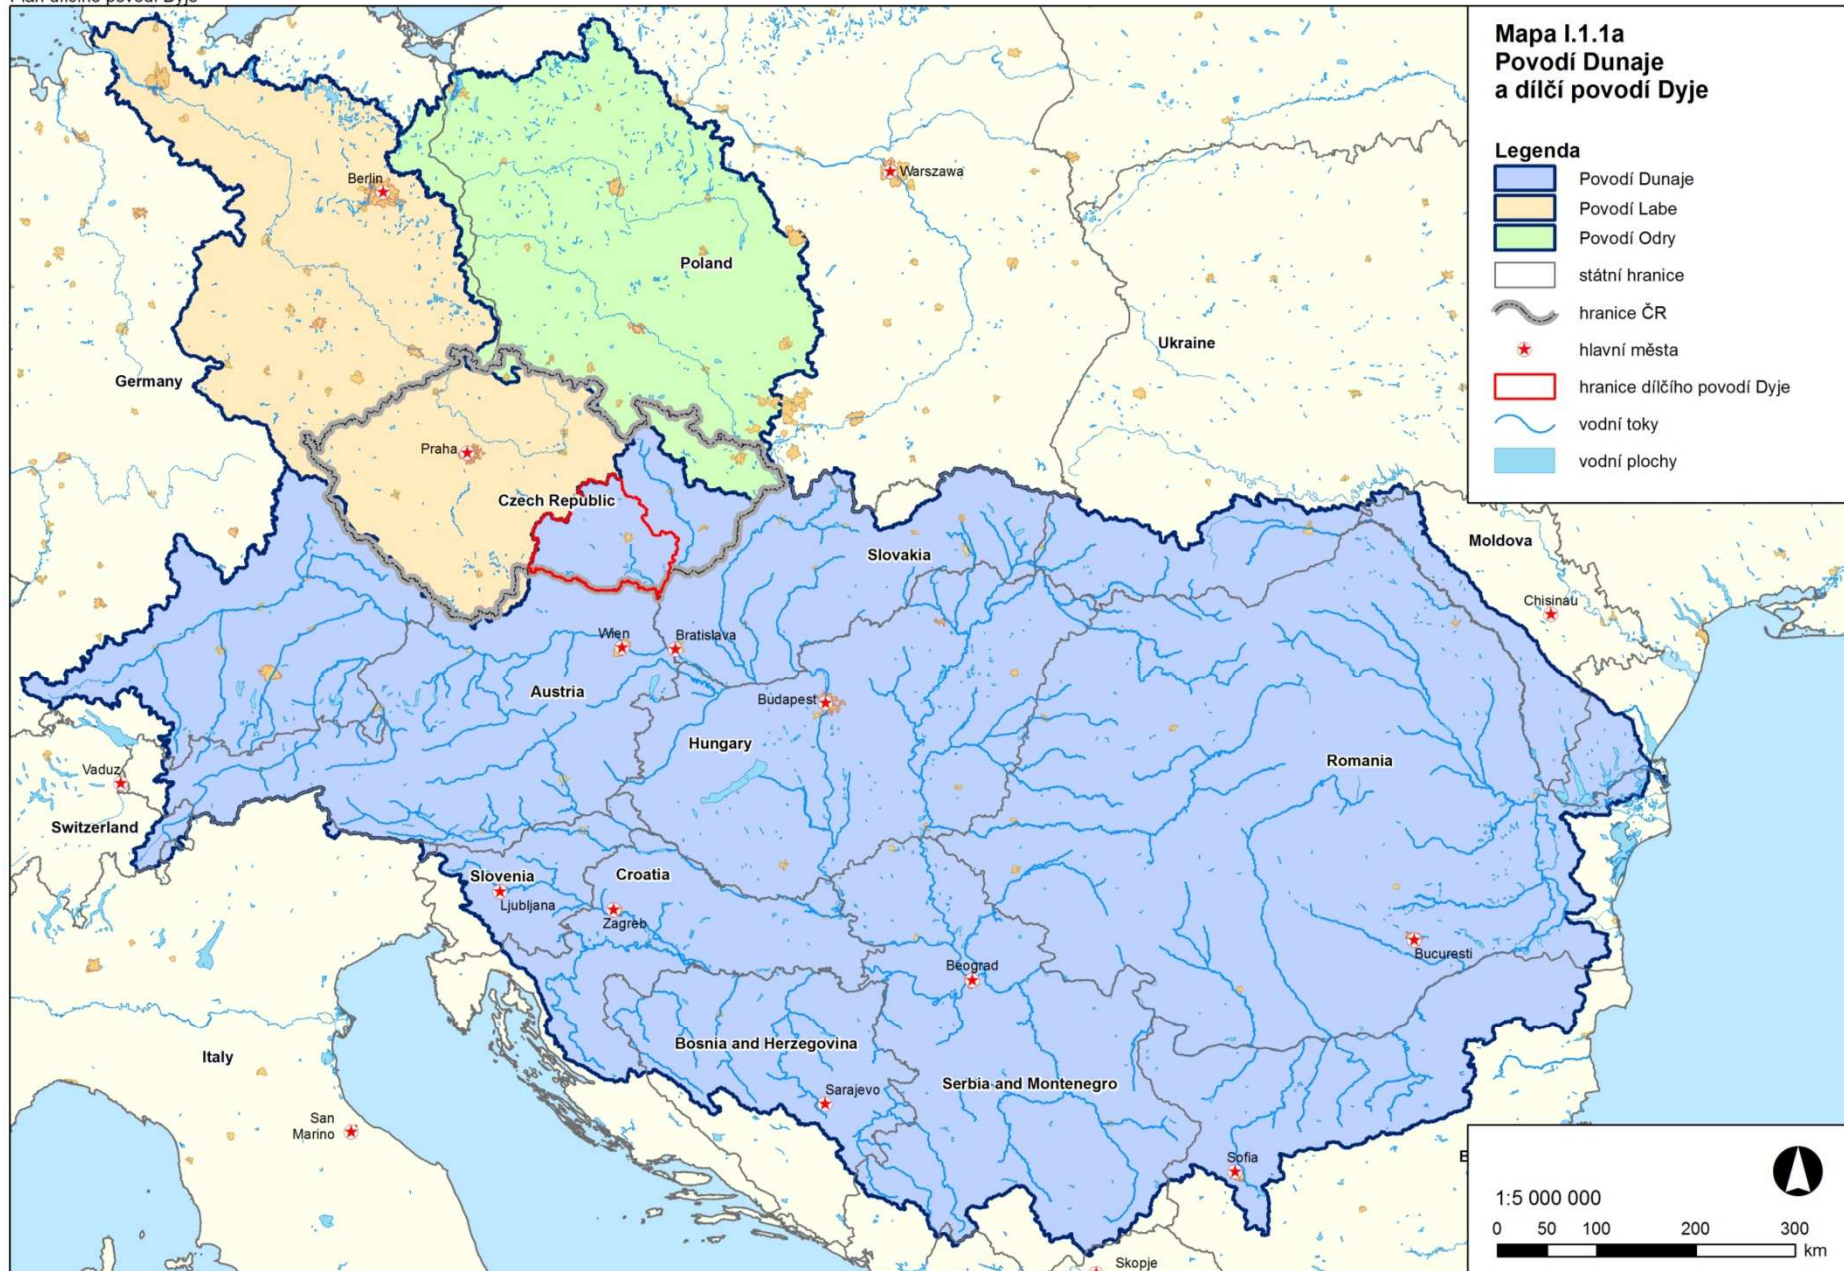 Plán dílčího povodí Dyje
Mapa I.1.1a
Povodí Dunaje
a dílčí povodí Dyje
Legenda
Povodí Dunaje
Povodí Labe
Povodí Odry
státní hranice
hranice ČR
hlavní města
hranice dílčího povodí Dyje
vodní toky
vodní plochy
Berlin
Warszawa
Poland
Ukraine
Germany
Praha
Czech Republic
Slovakia
Moldova
Chisinau
Wien
Bratislava
Austria
Budapest
Hungary
Romania
Vaduz
Switzerland
Slovenia
Croatia
Ljubljana
Zagreb
Bucuresti
Beograd
Italy
Bosnia and Herzegovina
Serbia and Montenegro
Sarajevo
San
Marino
Sofia
Skopje
1:5 000 000
0 50 100 200 300
km